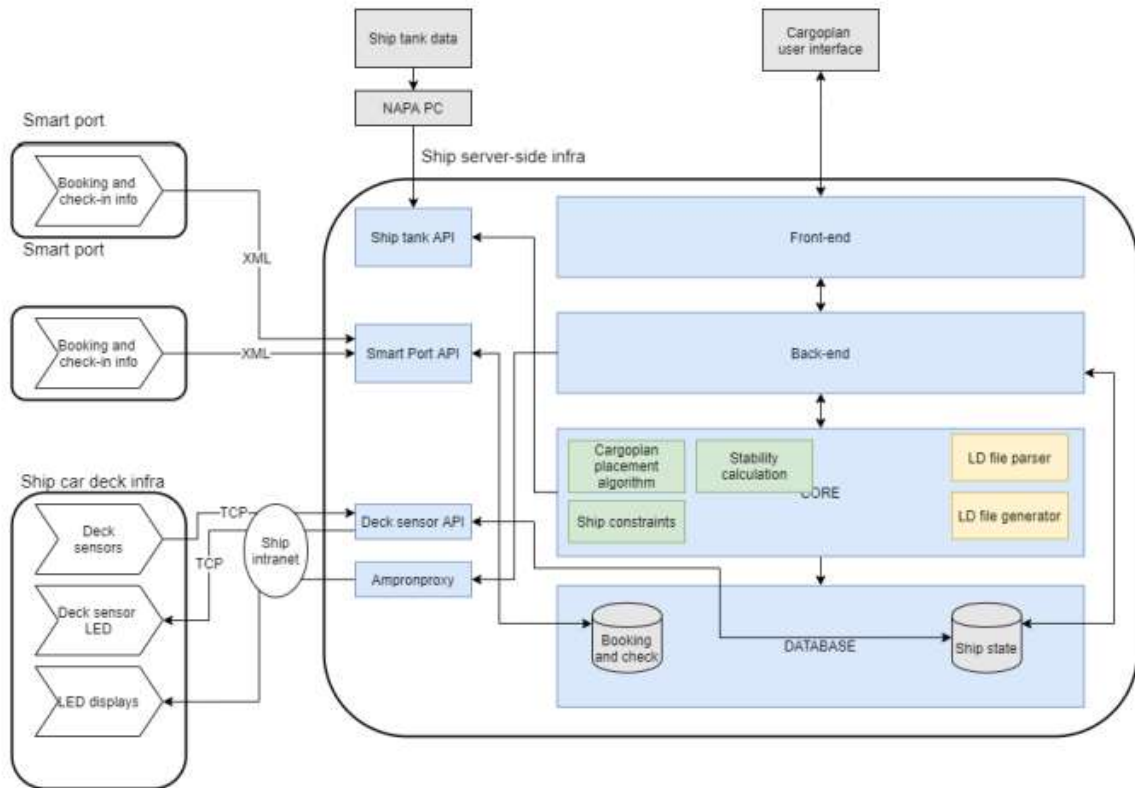 Ship tank data
Cargoplan
user interface
NAPA PC
Smart port
Ship server-side infra
Booking and
check-in info
Smart port
XML
Ship tank API
Front-end
Booking and
check-in info
XML
Smart Port API
Back-end
Cargoplan
placement
algorithm
Stability
calculation
LD file parser
CORE
Ship constraints
LD file generator
Ship car deck infra
Deck
sensors
TCP
TCP
Ship
intranet
Deck sensor API
Ampronproxy
Deck sensor
LED
LED displays
Booking
and check
DATABASE
Ship state